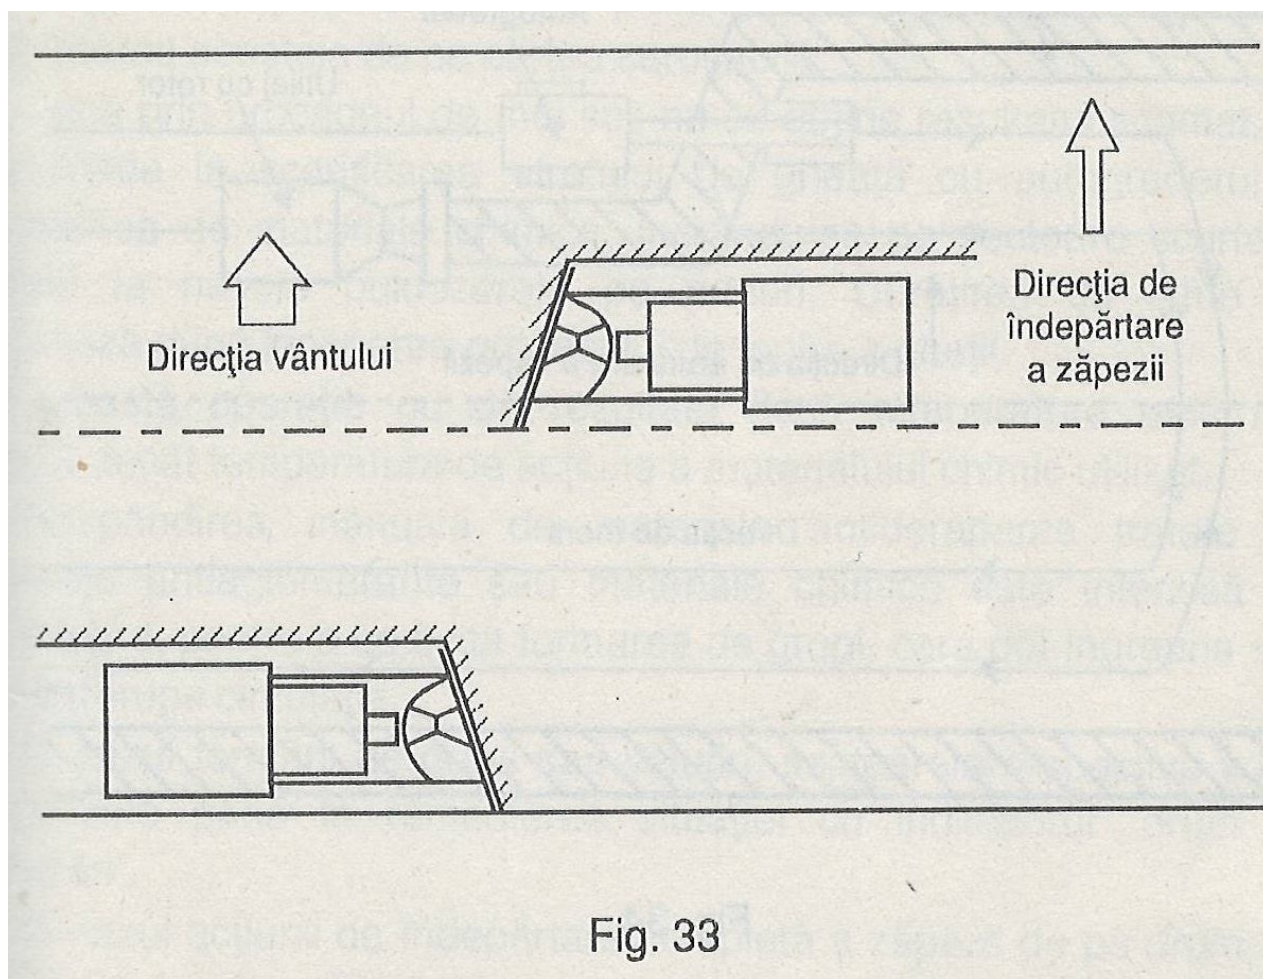 Direcţia vântului
Direcţia de
îndepărtare
a zăpezii
Fig. 33